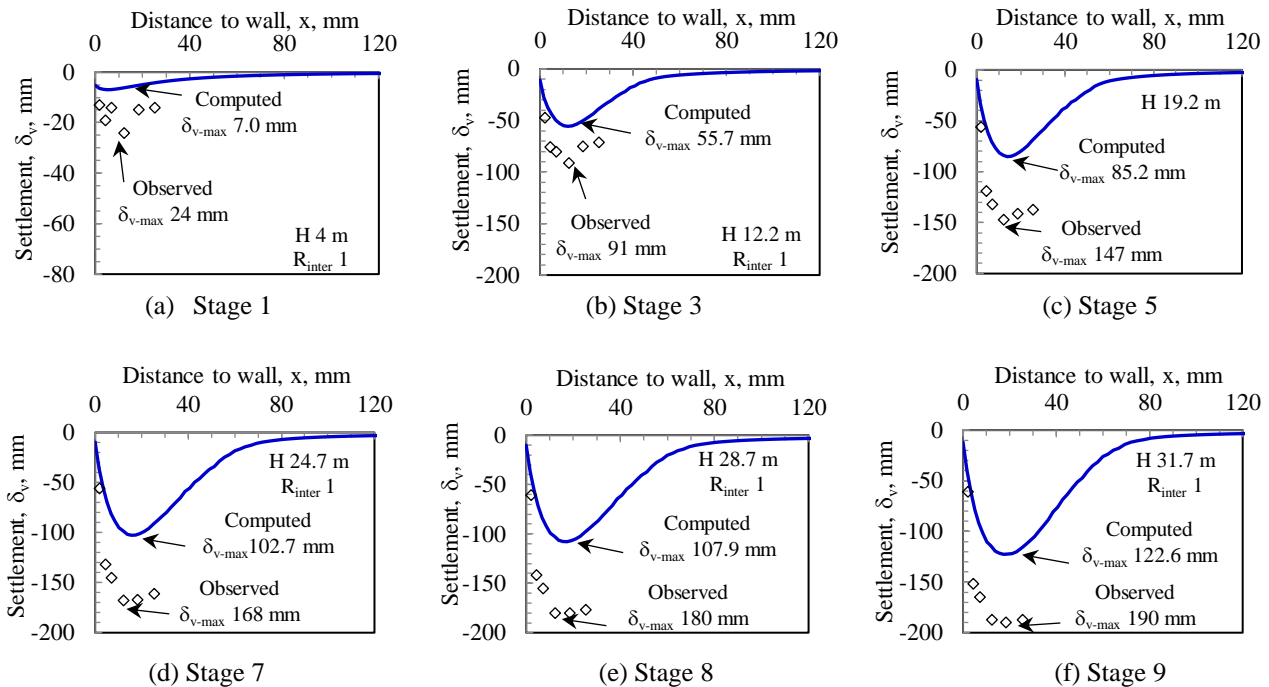 Distance to wall, x, mm
0 40 80 120
0
-20
-40
-60
-80
Settlement, δv, mm
Computed
δv-max 7.0 mm
Observed
δv-max 24 mm
H 4 m
Rinter 1
(a) Stage 1
Distance to wall, x, mm
0 40 80 120
0
-50
-100
-150
-200
Settlement, δv, mm
Computed
δv-max 55.7 mm
Observed
δv-max 91 mm
H 12.2 m
Rinter 1
(b) Stage 3
Distance to wall, x, mm
0 40 80 120
0
-50
-100
-150
-200
Settlement, δv, mm
H 19.2 m
Computed
δv-max 85.2 mm
Observed
δv-max 147 mm
(c) Stage 5
Distance to wall, x, mm
0 40 80 120
0
-50
-100
-150
-200
Settlement, δv, mm
H 24.7 m
Rinter 1
Computed
δv-max 102.7 mm
Observed
δv-max 168 mm
(d) Stage 7
Distance to wall, x, mm
0 40 80 120
0
-50
-100
-150
-200
Settlement, δv, mm
H 28.7 m
Rinter 1
Computed
δv-max 107.9 mm
Observed
δv-max 180 mm
(e) Stage 8
Distance to wall, x, mm
0 40 80 120
0
-50
-100
-150
-200
Settlement, δv, mm
H 31.7 m
Rinter 1
Computed
δv-max 122.6 mm
Observed
δv-max 190 mm
(f) Stage 9